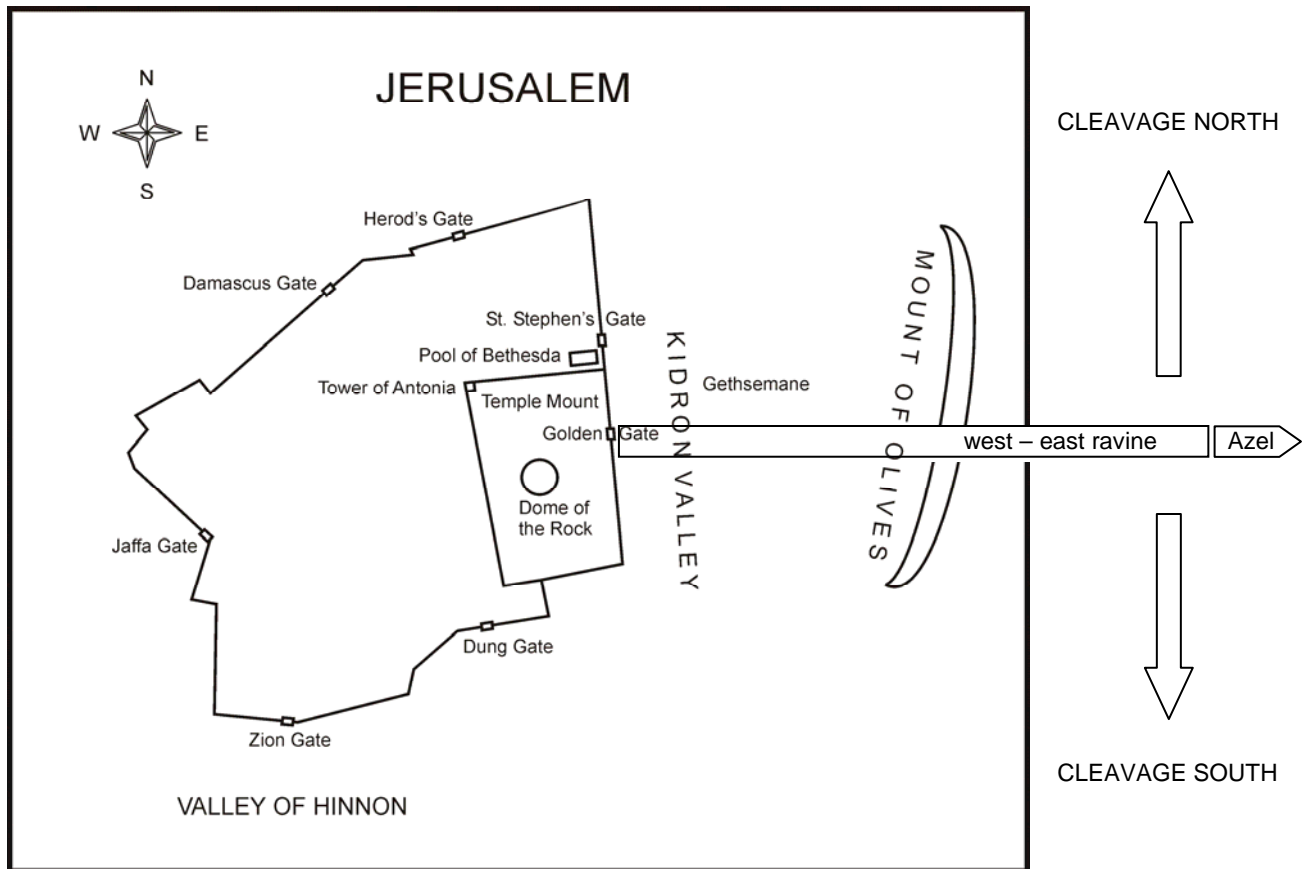 JERUSALEM
N
W E
S
CLEAVAGE NORTH
Herod's Gate
Damascus Gate
St. Stephen's Gate
Pool of Bethesda
Tower of Antonia
Temple Mount
Golden Gate
KIDRON VALLEY
Gethsemane
MOUNT OF OLIVES
west – east ravine
Azel
Dome of
the Rock
Jaffa Gate
Dung Gate
Zion Gate
CLEAVAGE SOUTH
VALLEY OF HINNON